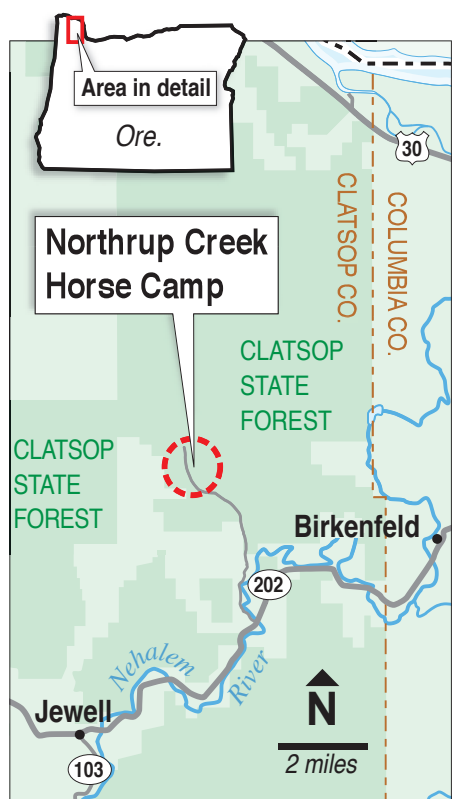 Area in detail
Ore.
30
CLATSOP CO.
COLUMBIA CO.
Northrup Creek
Horse Camp
CLATSOP
STATE
FOREST
CLATSOP
STATE
FOREST
Birkenfeld
202
Nehalem
River
N
2 miles
Jewell
103